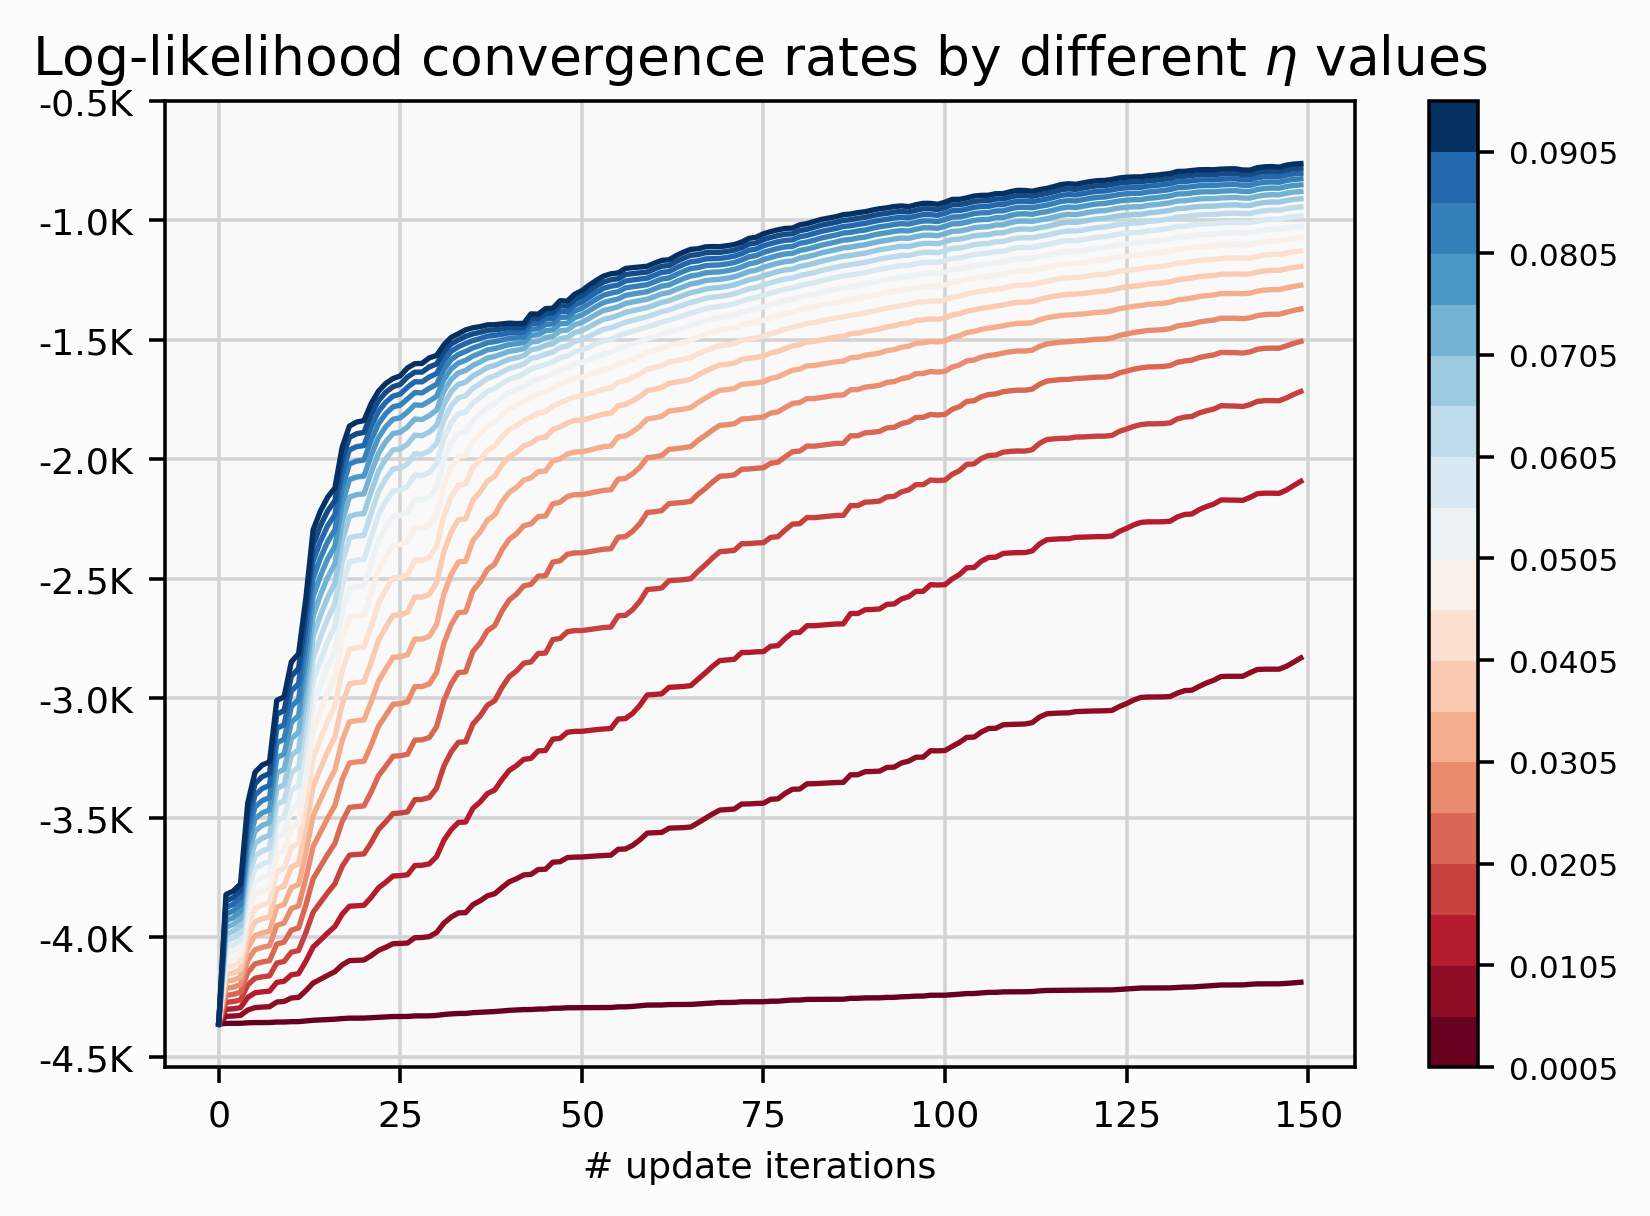 Log-likelihood convergence rates by different η values
-0.5K
-1.0K
-1.5K
-2.0K
-2.5K
-3.0K
-3.5K
-4.0K
-4.5K
0 25 50 75 100 125 150
# update iterations
0.0905
0.0805
0.0705
0.0605
0.0505
0.0405
0.0305
0.0205
0.0105
0.0005